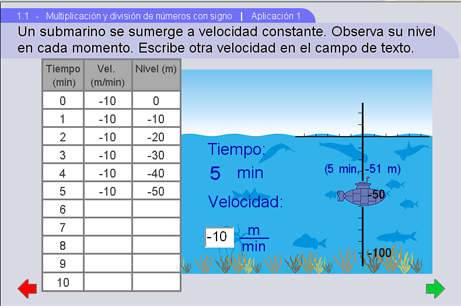 1.1 - Multiplicación y división de números con signo | Aplicación 1
Un submarino se sumerge a velocidad constante. Observa su nivel
en cada momento. Escribe otra velocidad en el campo de texto.
Tiempo (min) Vel. (m/min) Nivel (m)
0 -10 0
1 -10 -10
2 -10 -20
3 -10 -30
4 -10 -40
5 -10 -50
6
7
8
9
10
Tiempo:
5 min
Velocidad:
-10 m/min
(5 min, -51 m)
-50
-100